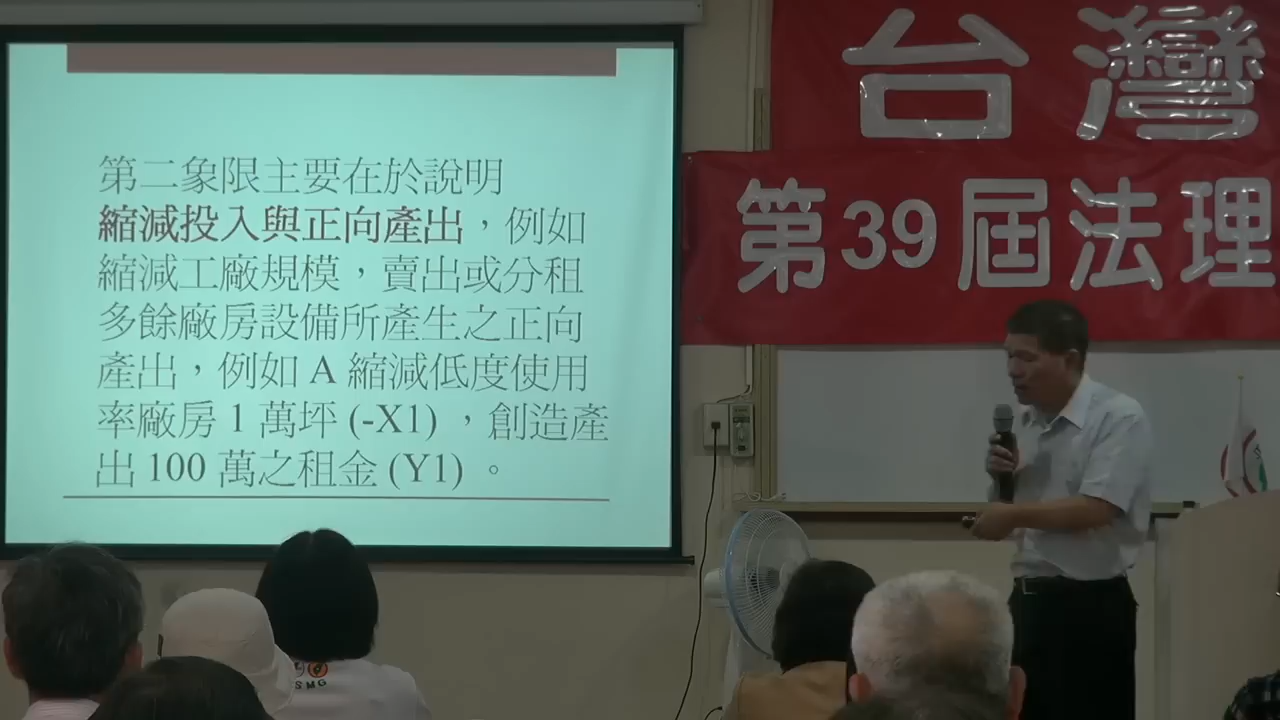 第二象限主要在於說明
縮減投入與正向產出，例如
縮減工廠規模，賣出或分租
多餘廠房設備所產生之正向
產出，例如 A 縮減低度使用
率廠房 1 萬坪 (-X1) ，創造產
出 100 萬之租金 (Y1) 。
台灣
第39屆法理
SMG